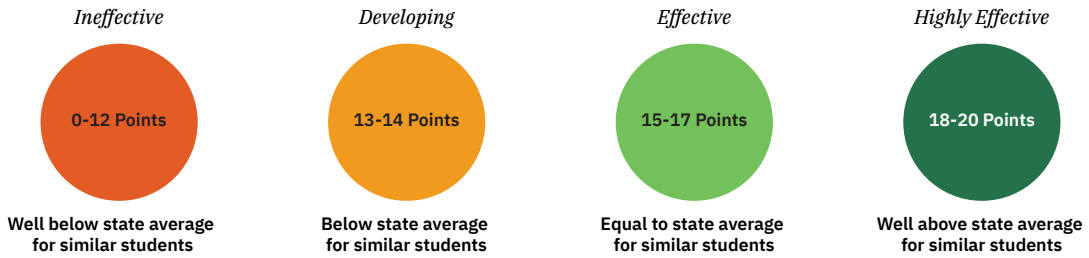 Ineffective
0-12 Points
Well below state average
for similar students
Developing
13-14 Points
Below state average
for similar students
Effective
15-17 Points
Equal to state average
for similar students
Highly Effective
18-20 Points
Well above state average
for similar students